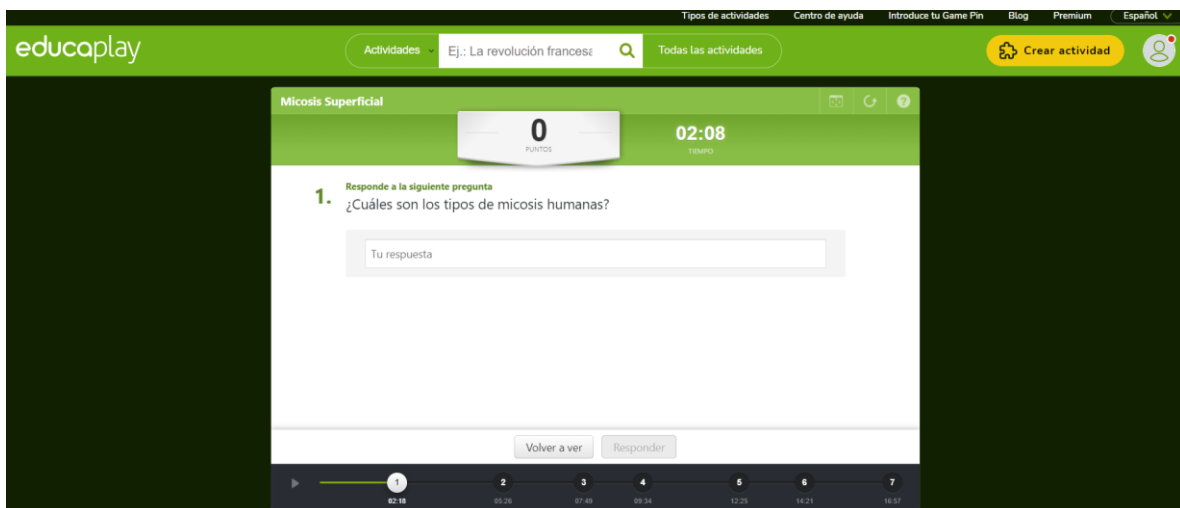 Tipos de actividades Centro de ayuda Introduce tu Game Pin Blog Premium Español
educaplay Actividades Ej.: La revolución francesa Todas las actividades Crear actividad
Micosis Superficial
0
PUNTOS
02:08
TIEMPO
Responde a la siguiente pregunta
1. ¿Cuáles son los tipos de micosis humanas?
Tu respuesta
Volver a ver Responder
1 2 3 4 5 6 7
02:18 05:26 07:49 09:34 12:25 14:21 16:57